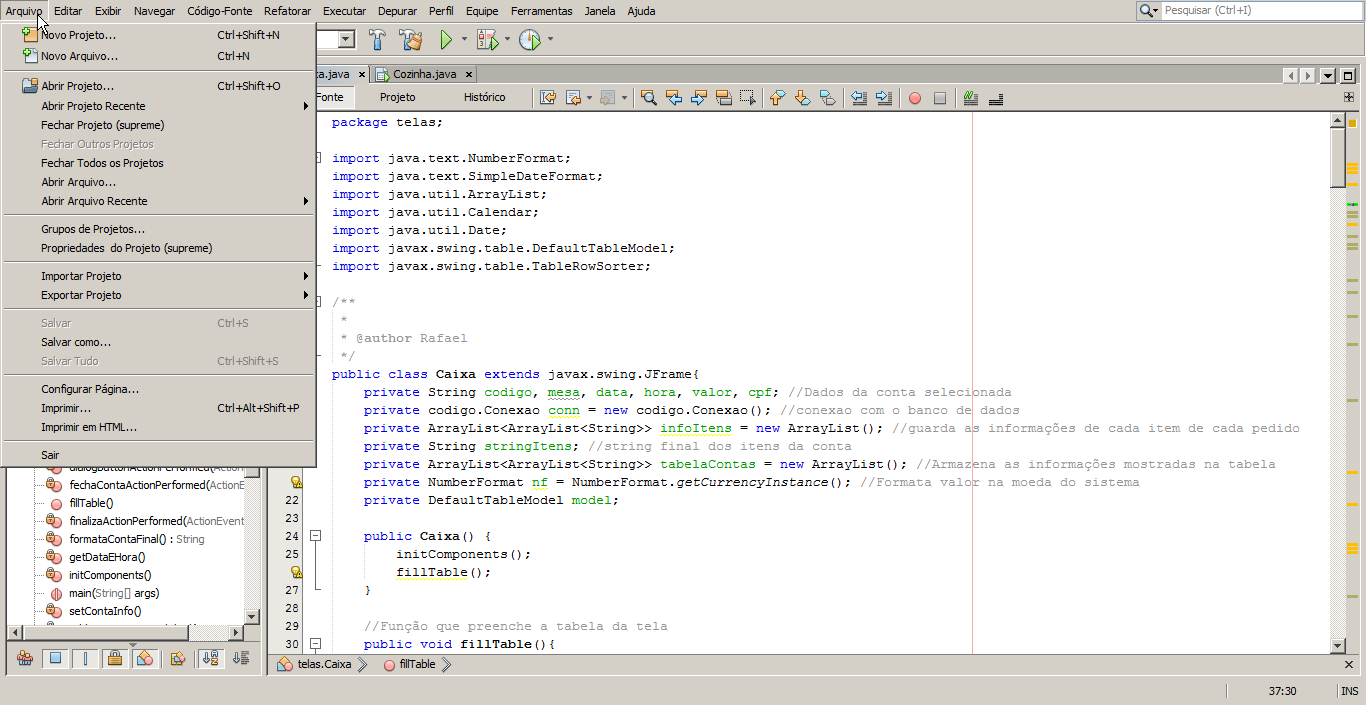 Arquivo Editar Exibir Navegar Código-Fonte Refatorar Executar Depurar Perfil Equipe Ferramentas Janela Ajuda
Pesquisar (Ctrl+I)
Novo Projeto... Ctrl+Shift+N
Novo Arquivo... Ctrl+N
Abrir Projeto... Ctrl+Shift+O
Abrir Projeto Recente
Fechar Projeto (supreme)
Fechar Outros Projetos
Fechar Todos os Projetos
Abrir Arquivo...
Abrir Arquivo Recente
Grupos de Projetos...
Propriedades do Projeto (supreme)
Importar Projeto
Exportar Projeto
Salvar Ctrl+S
Salvar como...
Salvar Tudo Ctrl+Shift+S
Configurar Página...
Imprimir... Ctrl+Alt+Shift+P
Imprimir em HTML...
Sair
dialogButtonActionPerformed(
fechaContaActionPerformed(ActionE
fillTable()
finalizaActionPerformed(ActionEvent
formataContaFinal() : String
getDataEHora()
initComponents()
main(String[] args)
setContaInfo()
.java Cozinha.java
Fonte Projeto Histórico
package telas;
import java.text.NumberFormat;
import java.text.SimpleDateFormat;
import java.util.ArrayList;
import java.util.Calendar;
import java.util.Date;
import javax.swing.table.DefaultTableModel;
import javax.swing.table.TableRowSorter;
/**
*
* @author Rafael
*/
public class Caixa extends javax.swing.JFrame{
private String codigo, mesa, data, hora, valor, cpf; //Dados da conta selecionada
private codigo.Conexao conn = new codigo.Conexao(); //conexao com o banco de dados
private ArrayList<ArrayList<String>> infoItens = new ArrayList(); //guarda as informações de cada item de cada pedido
private String stringItens; //string final dos itens da conta
private ArrayList<ArrayList<String>> tabelaContas = new ArrayList(); //Armazena as informações mostradas na tabela
private NumberFormat nf = NumberFormat.getCurrencyInstance(); //Formata valor na moeda do sistema
22 private DefaultTableModel model;
23
24 public Caixa() {
25 initComponents();
fillTable();
27 }
28
29 //Função que preenche a tabela da tela
30 public void fillTable(){
telas.Caixa fillTable
37:30 INS